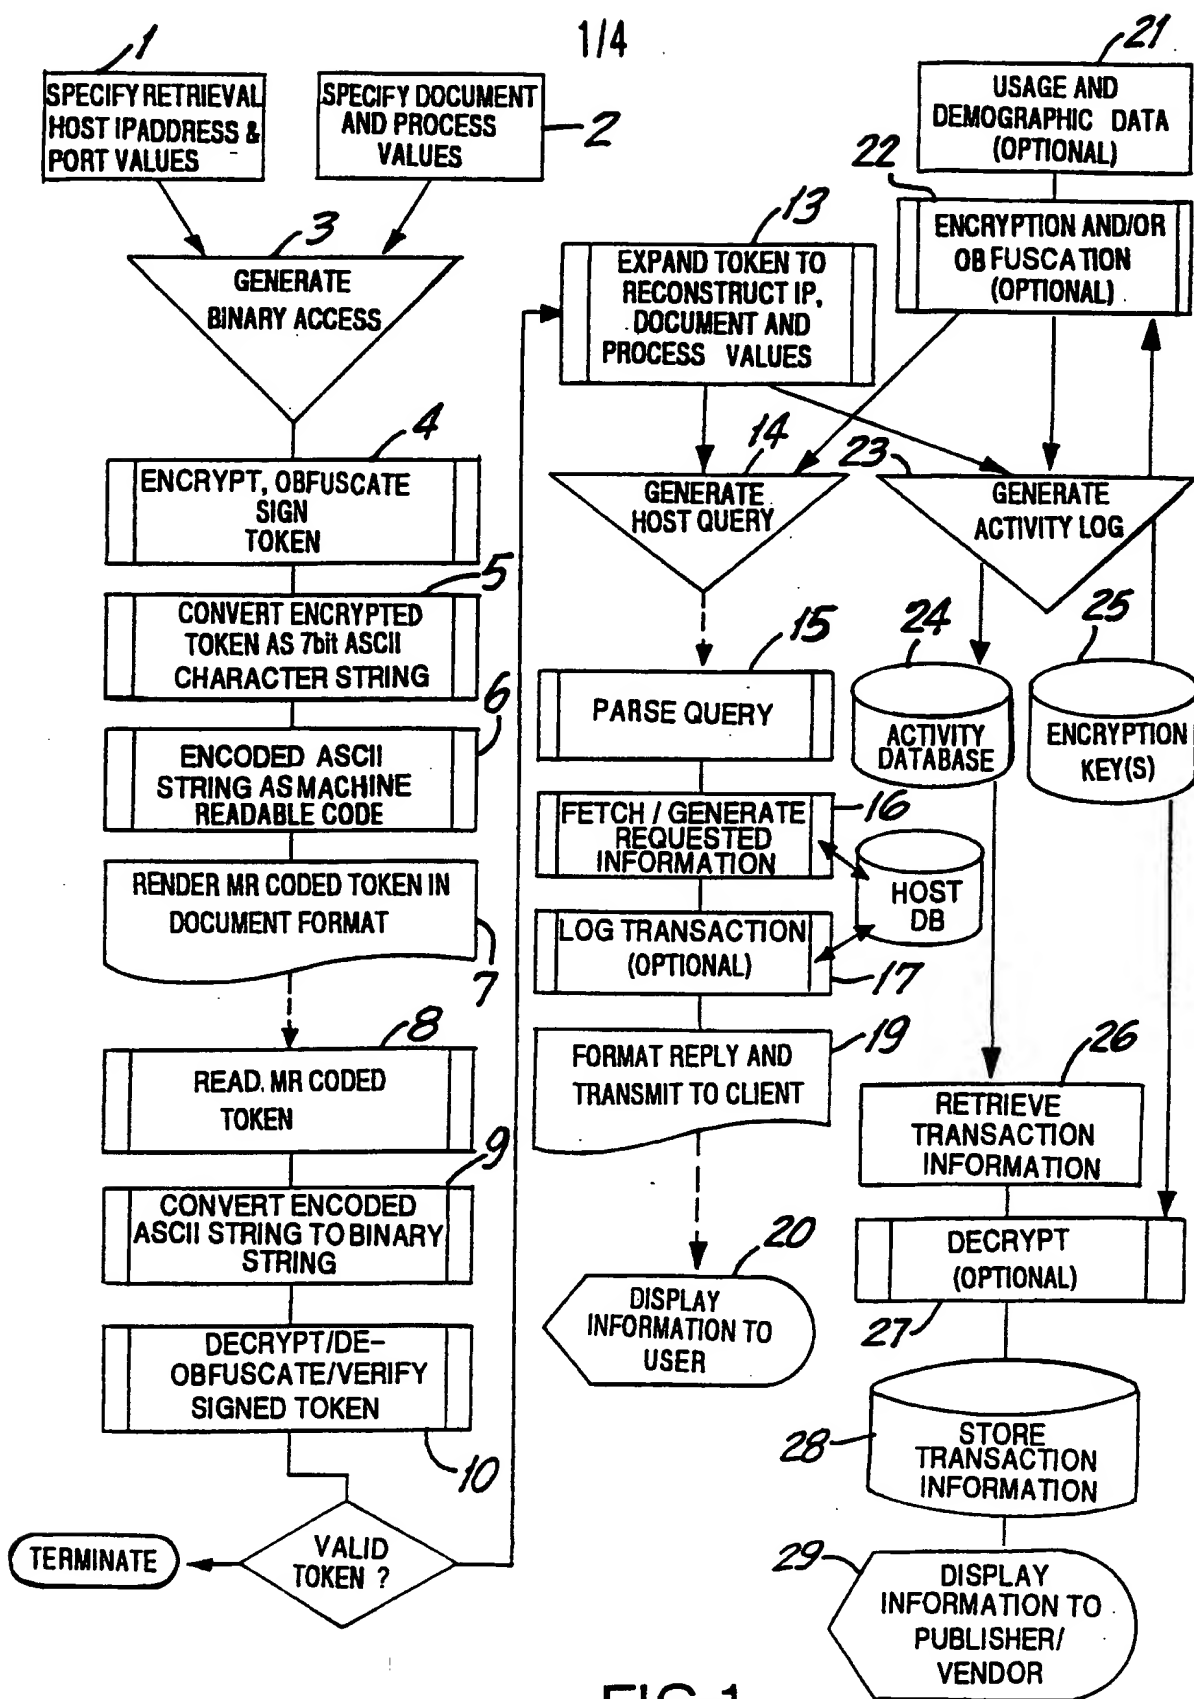 1/4
1
SPECIFY RETRIEVAL
HOST IPADDRESS &
PORT VALUES
SPECIFY DOCUMENT
AND PROCESS
VALUES
2
3
GENERATE
BINARY ACCESS
4
ENCRYPT, OBFUSCATE
SIGN
TOKEN
5
CONVERT ENCRYPTED
TOKEN AS 7bit ASCII
CHARACTER STRING
6
ENCODED ASCII
STRING AS MACHINE
READABLE CODE
RENDER MR CODED TOKEN IN
DOCUMENT FORMAT
7
8
READ. MR CODED
TOKEN
9
CONVERT ENCODED
ASCII STRING TO BINARY
STRING
DECRYPT/DE-
OBFUSCATE/VERIFY
SIGNED TOKEN
10
VALID
TOKEN ?
TERMINATE
13
EXPAND TOKEN TO
RECONSTRUCT IP,
DOCUMENT AND
PROCESS VALUES
14
GENERATE
HOST QUERY
15
PARSE QUERY
16
FETCH / GENERATE
REQUESTED
INFORMATION
HOST
DB
LOG TRANSACTION
(OPTIONAL)
17
19
FORMAT REPLY AND
TRANSMIT TO CLIENT
20
DISPLAY
INFORMATION TO
USER
21
USAGE AND
DEMOGRAPHIC DATA
(OPTIONAL)
22
ENCRYPTION AND/OR
OBFUSCATION
(OPTIONAL)
23
GENERATE
ACTIVITY LOG
24
ACTIVITY
DATABASE
25
ENCRYPTION
KEY(S)
26
RETRIEVE
TRANSACTION
INFORMATION
DECRYPT
(OPTIONAL)
27
28
STORE
TRANSACTION
INFORMATION
29
DISPLAY
INFORMATION TO
PUBLISHER/
VENDOR
FIG.1